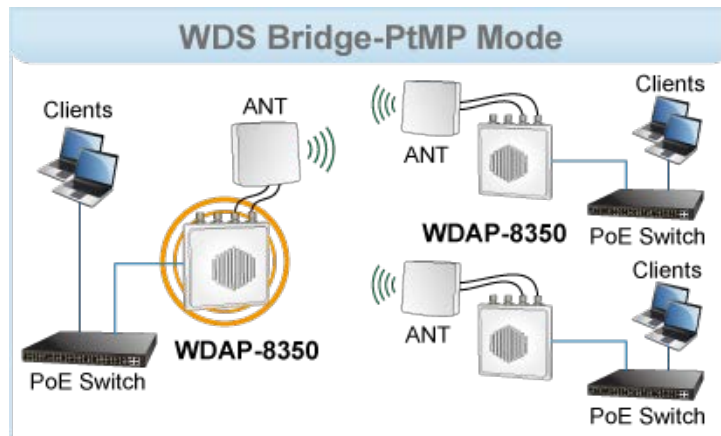 WDS Bridge-PtMP Mode
Clients
ANT
WDAP-8350
PoE Switch
ANT
Clients
WDAP-8350
PoE Switch
ANT
Clients
PoE Switch